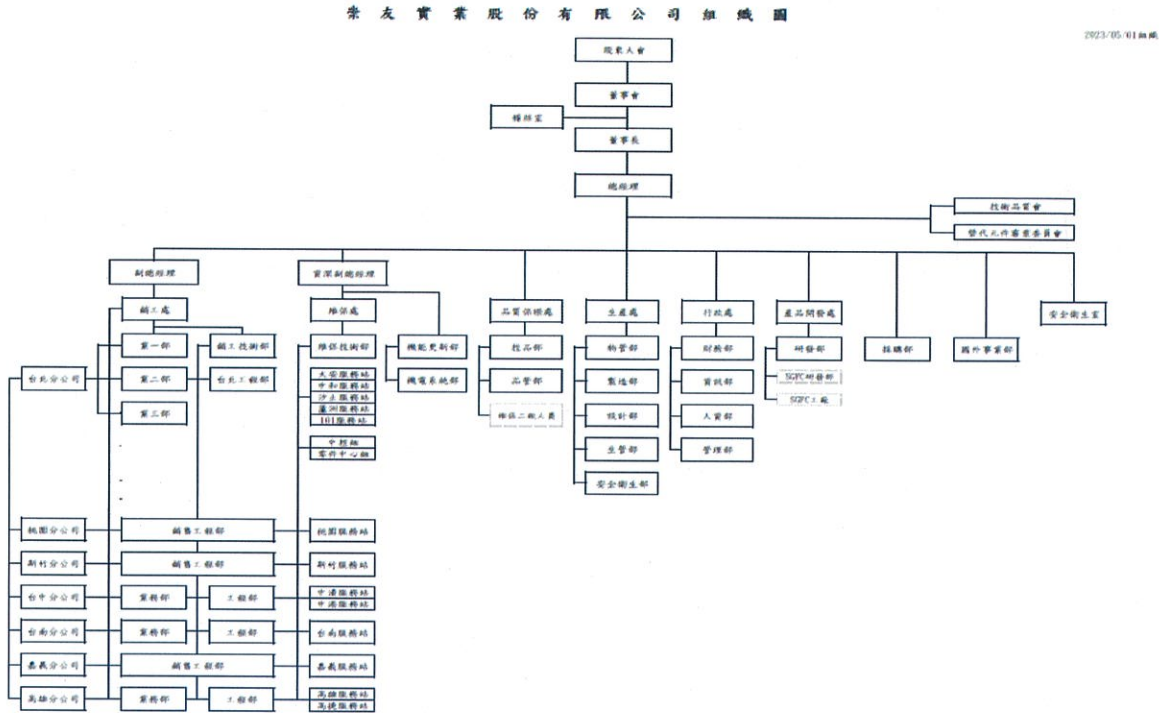 崇友實業股份有限公司組織圖
2023/05/01組織
股東大會
董事會
稽核室
董事長
總經理
技術品質會
替代元件審素委員會
副總經理
資深副總經理
銷工處
維保處
品質保證處
生產處
行政處
產品開發處
安全衛生室
業一部
銷工技術部
維保技術部
機能更新部
技品部
物管部
財務部
研發部
採購部
國外事業部
台北分公司
業二部
台北工程部
大安服務站
中和服務站
沙止服務站
蘆洲服務站
101服務站
機電系統部
品管部
製造部
資訊部
SGFC研發部
SGFC工廠
業三部
維保二級人員
設計部
人資部
中控組
零件中心組
生管部
管理部
安全衛生部
桃園分公司
銷售工程部
桃園服務站
新竹分公司
銷售工程部
新竹服務站
台中分公司
業務部
工程部
中清服務站
中港服務站
台南分公司
業務部
工程部
台南服務站
嘉義分公司
銷售工程部
嘉義服務站
高雄分公司
業務部
工程部
高雄服務站
高捷服務站